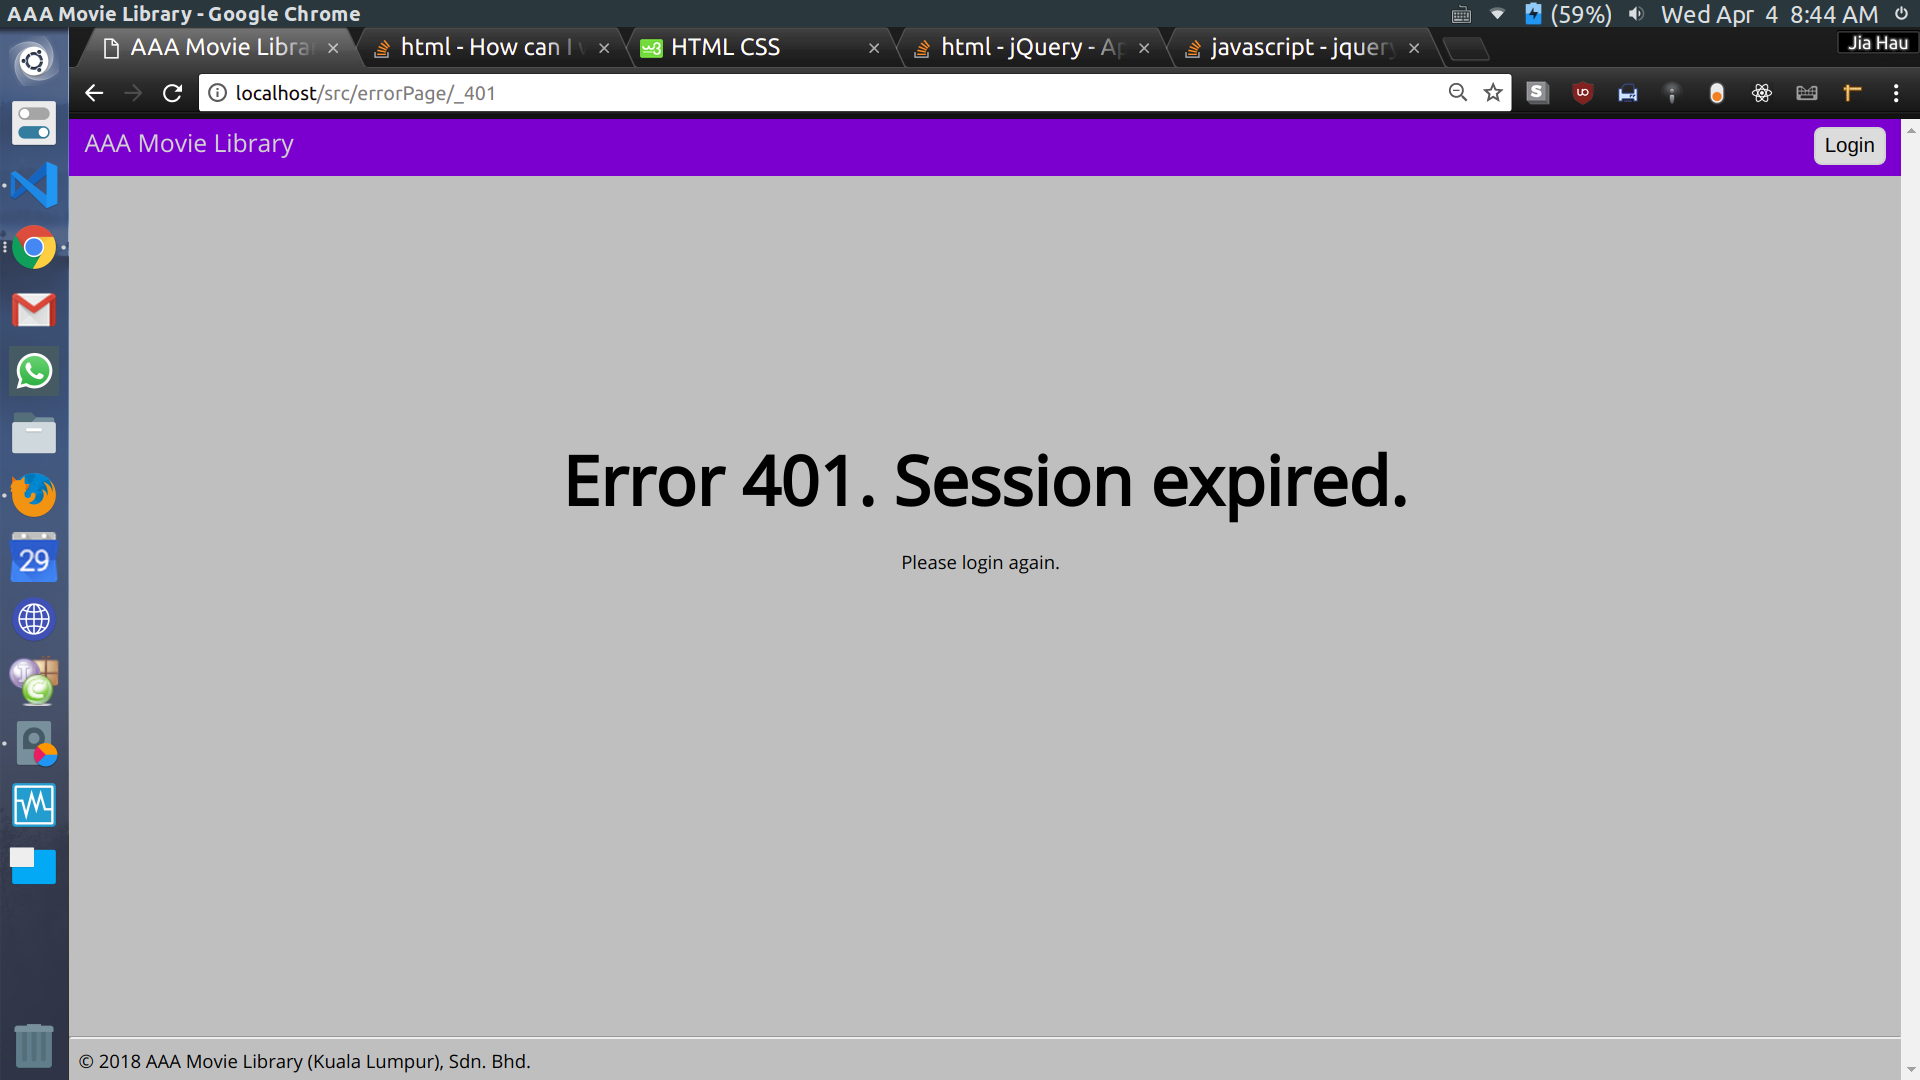 AAA Movie Library - Google Chrome
(59%) Wed Apr 4 8:44 AM
AAA Movie Libra
html - How can I
HTML CSS
html - jQuery - Ap
javascript - jquery
Jia Hau
localhost/src/errorPage/_401
AAA Movie Library
Login
Error 401. Session expired.
Please login again.
29
© 2018 AAA Movie Library (Kuala Lumpur), Sdn. Bhd.